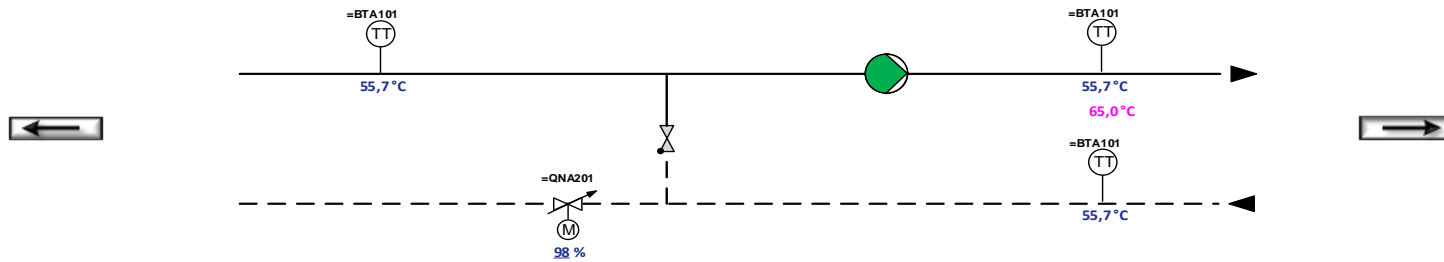 =BTA101
TT
55,7°C
=BTA101
TT
55,7°C
65,0°C
=BTA101
TT
55,7°C
=QNA201
M
98 %